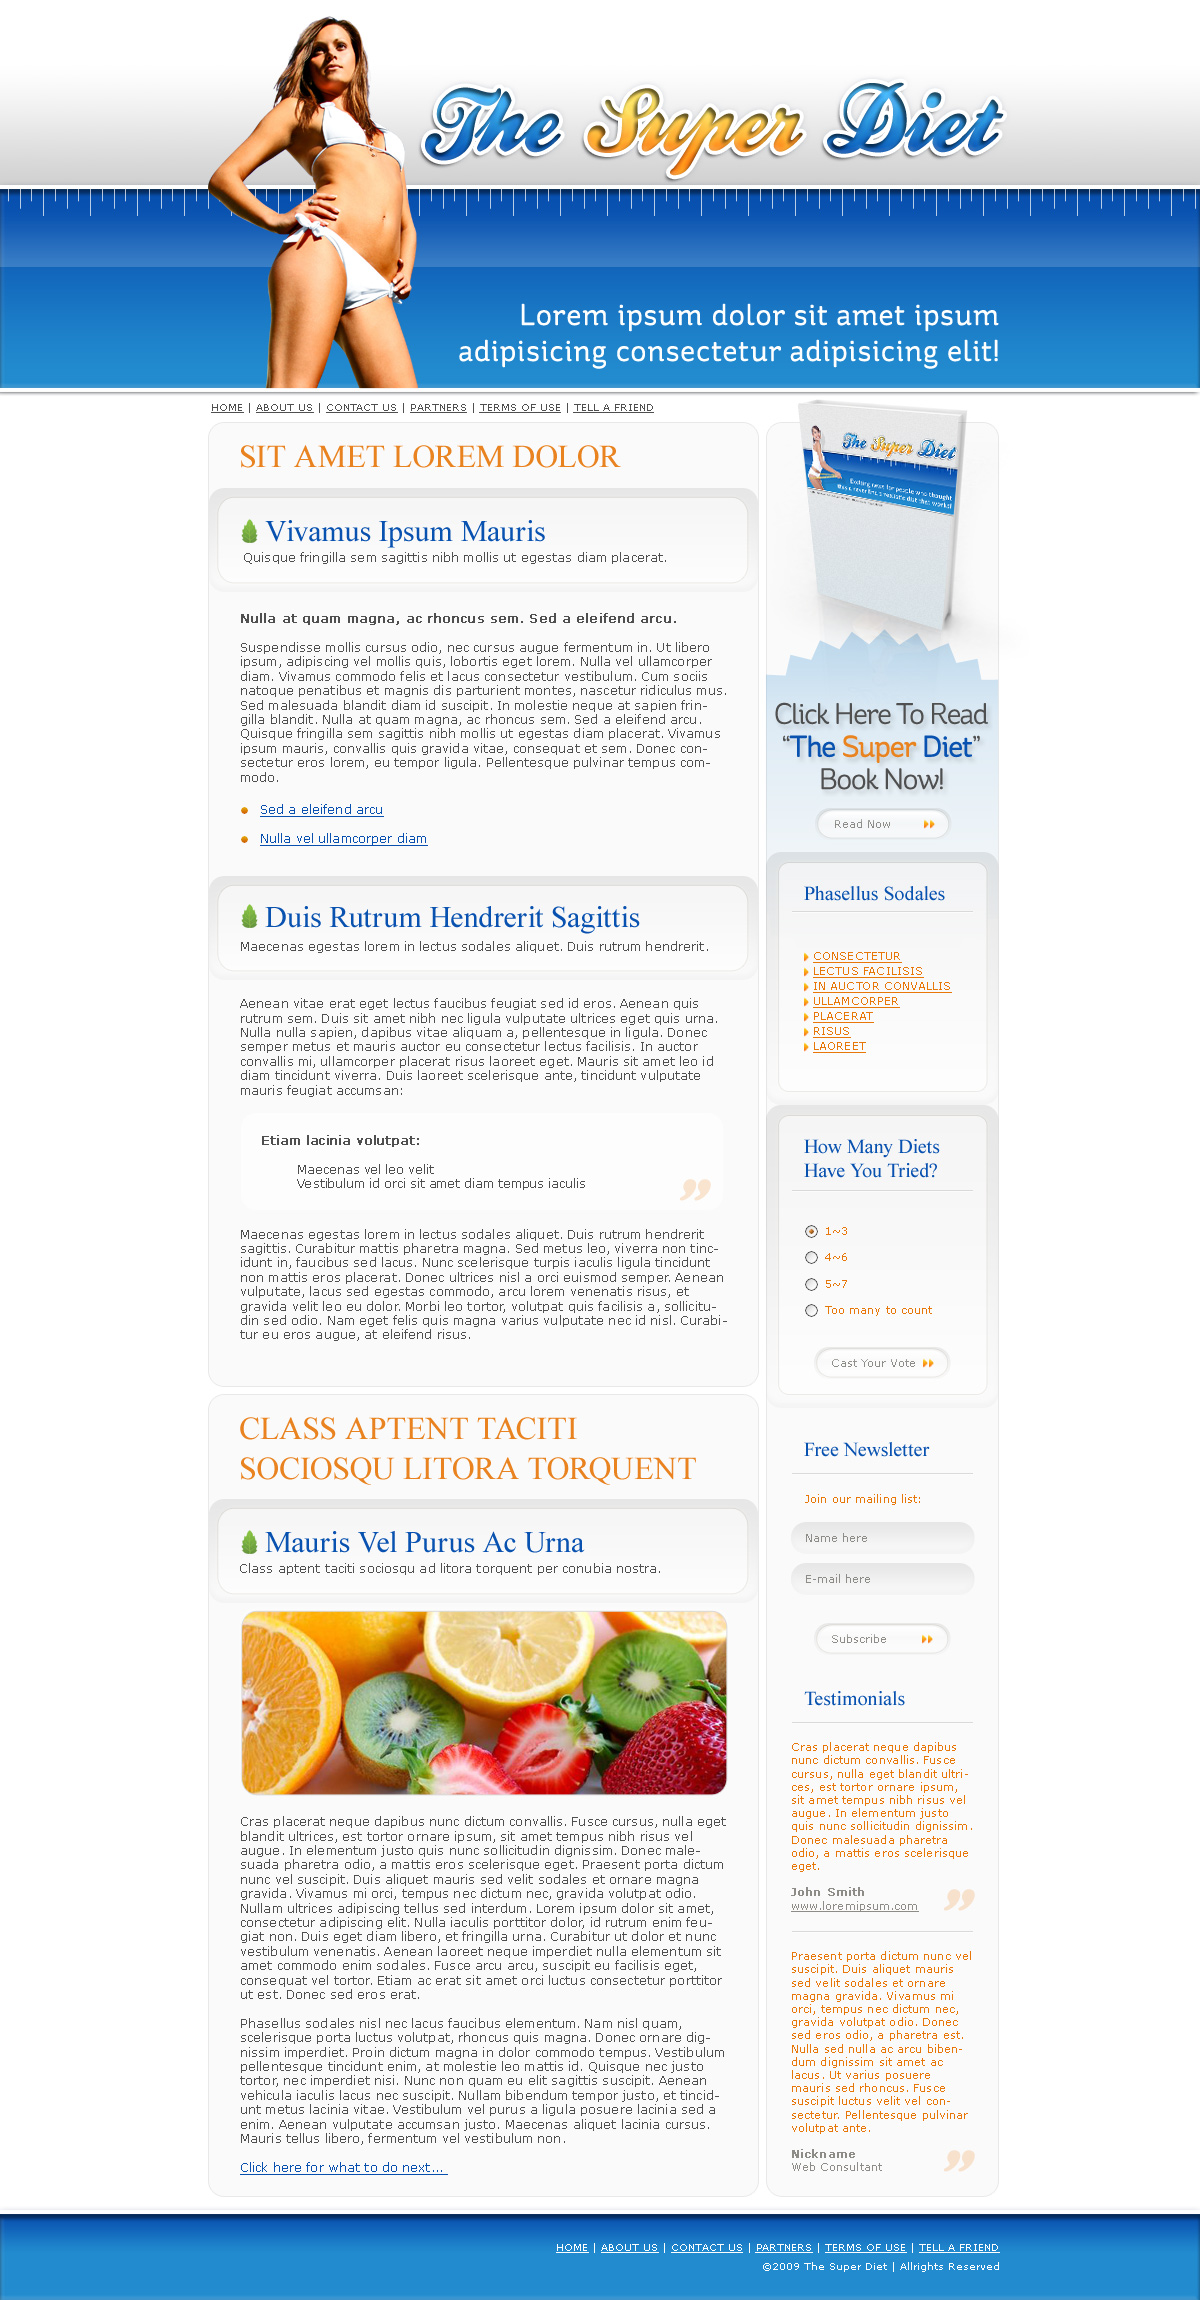 The Super Diet
Lorem ipsum dolor sit amet ipsum
adipisicing consectetur adipisicing elit!
HOME | ABOUT US | CONTACT US | PARTNERS | TERMS OF USE | TELL A FRIEND
SIT AMET LOREM DOLOR
Vivamus Ipsum Mauris
Quisque fringilla sem sagittis nibh mollis ut egestas diam placerat.
Nulla at quam magna, ac rhoncus sem. Sed a eleifend arcu.
Suspendisse mollis cursus odio, nec cursus augue fermentum in. Ut libero
ipsum, adipiscing vel mollis quis, lobortis eget lorem. Nulla vel ullamcorper
diam. Vivamus commodo felis et lacus consectetur vestibulum. Cum sociis
natoque penatibus et magnis dis parturient montes, nascetur ridiculus mus.
Sed malesuada blandit diam id suscipit. In molestie neque at sapien frin-
gilla blandit. Nulla at quam magna, ac rhoncus sem. Sed a eleifend arcu.
Quisque fringilla sem sagittis nibh mollis ut egestas diam placerat. Vivamus
ipsum mauris, convallis quis gravida vitae, consequat et sem. Donec con-
sectetur eros lorem, eu tempor ligula. Pellentesque pulvinar tempus com-
modo.
Sed a eleifend arcu
Nulla vel ullamcorper diam
Duis Rutrum Hendrerit Sagittis
Maecenas egestas lorem in lectus sodales aliquet. Duis rutrum hendrerit.
Aenean vitae erat eget lectus faucibus feugiat sed id eros. Aenean quis
rutrum sem. Duis sit amet nibh nec ligula vulputate ultrices eget quis urna.
Nulla nulla sapien, dapibus vitae aliquam a, pellentesque in ligula. Donec
semper metus et mauris auctor eu consectetur lectus facilisis. In auctor
convallis mi, ullamcorper placerat risus laoreet eget. Mauris sit amet leo id
diam tincidunt viverra. Duis laoreet scelerisque ante, tincidunt vulputate
mauris feugiat accumsan:
Etiam lacinia volutpat:
Maecenas vel leo velit
Vestibulum id orci sit amet diam tempus iaculis
Maecenas egestas lorem in lectus sodales aliquet. Duis rutrum hendrerit
sagittis. Curabitur mattis pharetra magna. Sed metus leo, viverra non tinc-
idunt in, faucibus sed lacus. Nunc scelerisque turpis iaculis ligula tincidunt
non mattis eros placerat. Donec ultrices nisl a orci euismod semper. Aenean
vulputate, lacus sed egestas commodo, arcu lorem venenatis risus, et
gravida velit leo eu dolor. Morbi leo tortor, volutpat quis facilisis a, sollicitu-
din sed odio. Nam eget felis quis magna varius vulputate nec id nisl. Curabi-
tur eu eros augue, at eleifend risus.
CLASS APTENT TACITI
SOCIOSQU LITORA TORQUENT
Mauris Vel Purus Ac Urna
Class aptent taciti sociosqu ad litora torquent per conubia nostra.
Cras placerat neque dapibus nunc dictum convallis. Fusce cursus, nulla eget
blandit ultrices, est tortor ornare ipsum, sit amet tempus nibh risus vel
augue. In elementum justo quis nunc sollicitudin dignissim. Donec male-
suada pharetra odio, a mattis eros scelerisque eget. Praesent porta dictum
nunc vel suscipit. Duis aliquet mauris sed velit sodales et ornare magna
gravida. Vivamus mi orci, tempus nec dictum nec, gravida volutpat odio.
Nullam ultrices adipiscing tellus sed interdum. Lorem ipsum dolor sit amet,
consectetur adipiscing elit. Nulla iaculis porttitor dolor, id rutrum enim feu-
giat non. Duis eget diam libero, et fringilla urna. Curabitur ut dolor et nunc
vestibulum venenatis. Aenean laoreet neque imperdiet nulla elementum sit
amet commodo enim sodales. Fusce arcu arcu, suscipit eu facilisis eget,
consequat vel tortor. Etiam ac erat sit amet orci luctus consectetur porttitor
ut est. Donec sed eros erat.
Phasellus sodales nisl nec lacus faucibus elementum. Nam nisl quam,
scelerisque porta luctus volutpat, rhoncus quis magna. Donec ornare dig-
nissim imperdiet. Proin dictum magna in dolor commodo tempus. Vestibulum
pellentesque tincidunt enim, at molestie leo mattis id. Quisque nec justo
tortor, nec imperdiet nisi. Nunc non quam eu elit sagittis suscipit. Aenean
vehicula iaculis lacus nec suscipit. Nullam bibendum tempor justo, et tincid-
unt metus lacinia vitae. Vestibulum vel purus a ligula posuere lacinia sed a
enim. Aenean vulputate accumsan justo. Maecenas aliquet lacinia cursus.
Mauris tellus libero, fermentum vel vestibulum non.
Click here for what to do next...
The Super Diet
Click Here To Read
“The Super Diet”
Book Now!
Read Now
Phasellus Sodales
CONSECTETUR
LECTUS FACILISIS
IN AUCTOR CONVALLIS
ULLAMCORPER
PLACERAT
RISUS
LAOREET
How Many Diets
Have You Tried?
1~3
4~6
5~7
Too many to count
Cast Your Vote
Free Newsletter
Join our mailing list:
Name here
E-mail here
Subscribe
Testimonials
Cras placerat neque dapibus
nunc dictum convallis. Fusce
cursus, nulla eget blandit ultri-
ces, est tortor ornare ipsum,
sit amet tempus nibh risus vel
augue. In elementum justo
quis nunc sollicitudin dignissim.
Donec malesuada pharetra
odio, a mattis eros scelerisque
eget.
John Smith
www.loremipsum.com
Praesent porta dictum nunc vel
suscipit. Duis aliquet mauris
sed velit sodales et ornare
magna gravida. Vivamus mi
orci, tempus nec dictum nec,
gravida volutpat odio. Donec
sed eros odio, a pharetra est.
Nulla sed nulla ac arcu biben-
dum dignissim sit amet ac
lacus. Ut varius posuere
mauris sed rhoncus. Fusce
suscipit luctus velit vel con-
sectetur. Pellentesque pulvinar
volutpat ante.
Nickname
Web Consultant
HOME | ABOUT US | CONTACT US | PARTNERS | TERMS OF USE | TELL A FRIEND
©2009 The Super Diet | Allrights Reserved